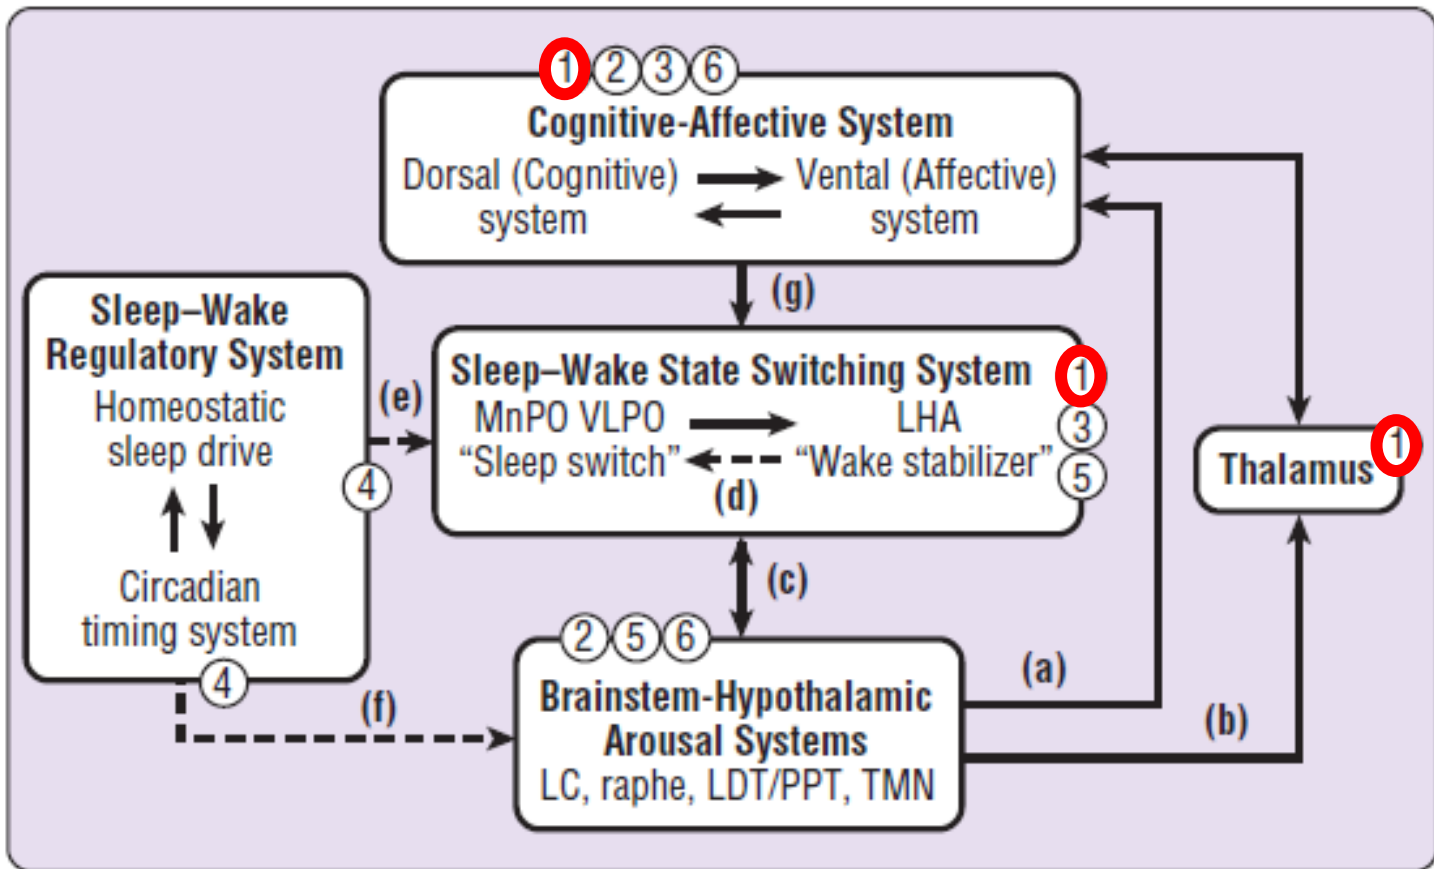 1 2 3 6
Cognitive-Affective System
Dorsal (Cognitive) system
Vental (Affective) system
(g)
Sleep–Wake
Regulatory System
Homeostatic
sleep drive
Circadian
timing system
4
4
(e)
(f)
Sleep–Wake State Switching System
MnPO VLPO
"Sleep switch"
LHA
"Wake stabilizer"
(d)
1
3
5
(c)
Thalamus
1
2 5 6
Brainstem-Hypothalamic
Arousal Systems
LC, raphe, LDT/PPT, TMN
(a)
(b)